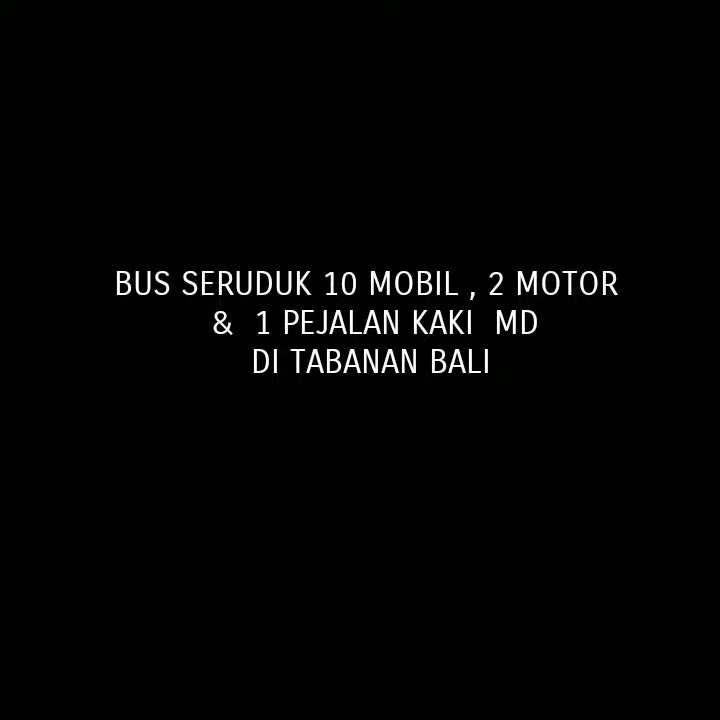 BUS SERUDUK 10 MOBIL , 2 MOTOR
& 1 PEJALAN KAKI MD
DI TABANAN BALI